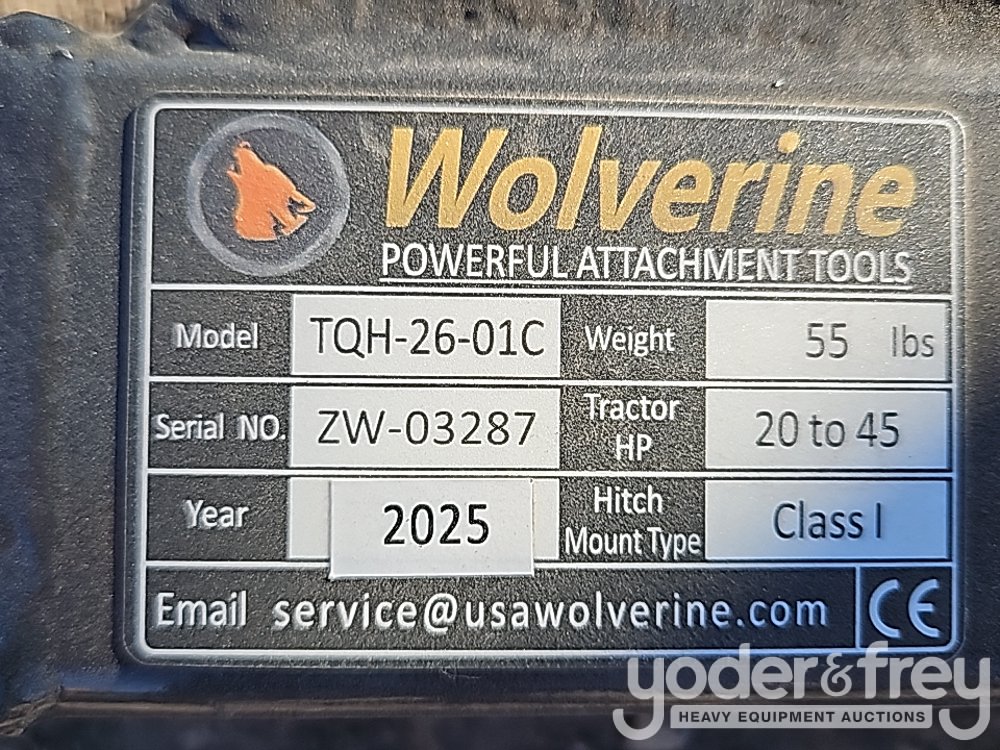 Wolverine
POWERFUL ATTACHMENT TOOLS
Model TQH-26-01C Weight 55 lbs
Serial NO. ZW-03287 Tractor HP 20 to 45
Year 2025 Hitch Mount Type Class I
Email service@usawolverine.com CE
yoder&frey
HEAVY EQUIPMENT AUCTIONS